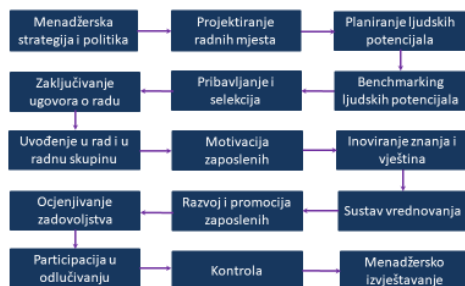 Menadžerska
strategija i politika
Projektiranje
radnih mjesta
Planiranje ljudskih
potencijala
Zaključivanje
ugovora o radu
Pribavljanje i
selekcija
Benchmarking
ljudskih potencijala
Uvođenje u rad i u
radnu skupinu
Motivacija
zaposlenih
Inoviranje znanja i
vještina
Ocjenjivanje
zadovoljstva
Razvoj i promocija
zaposlenih
Sustav vrednovanja
Participacija u
odlučivanju
Kontrola
Menadžersko
izvještavanje